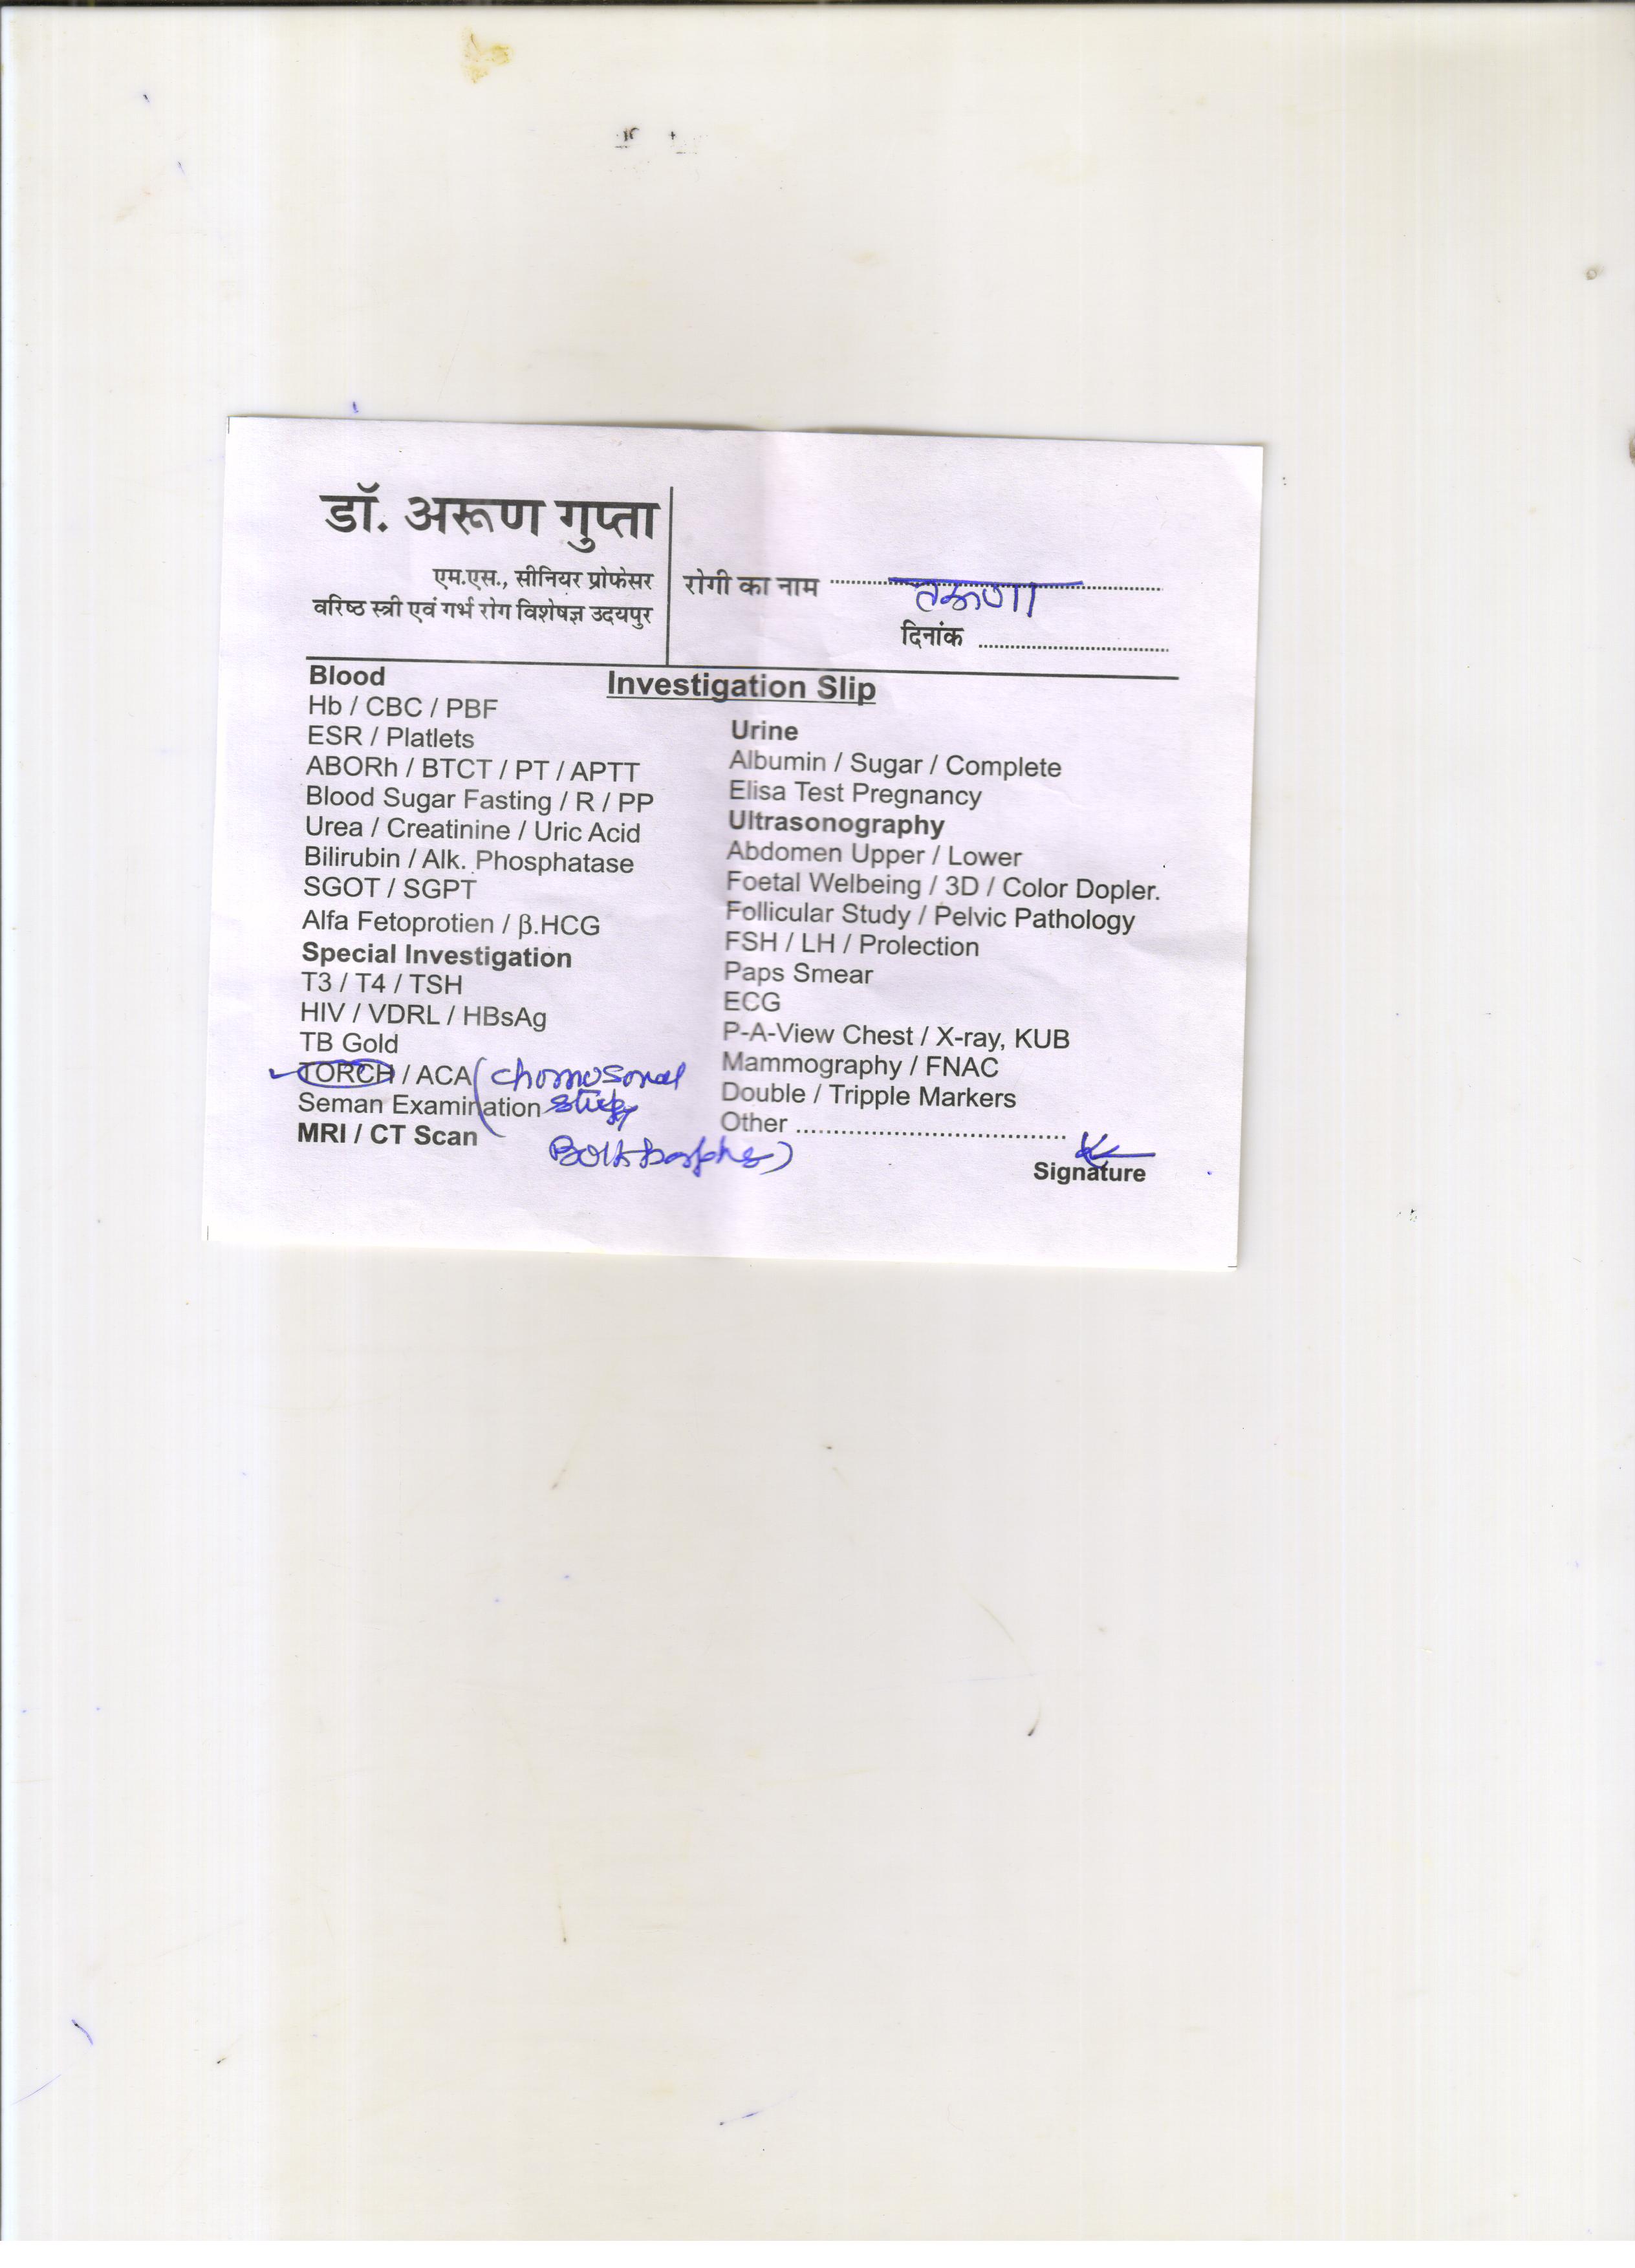 डॉ. अरूण गुप्ता
एम.एस., सीनियर प्रोफेसर
वरिष्ठ स्त्री एवं गर्भ रोग विशेषज्ञ उदयपुर
रोगी का नाम तरूणा
दिनांक
Investigation Slip
Blood
Hb / CBC / PBF
ESR / Platlets
ABORh / BTCT / PT / APTT
Blood Sugar Fasting / R / PP
Urea / Creatinine / Uric Acid
Bilirubin / Alk. Phosphatase
SGOT / SGPT
Alfa Fetoprotien / β.HCG
Special Investigation
T3 / T4 / TSH
HIV / VDRL / HBsAg
TB Gold
TORCH / ACA (Chomosonal
Seman Examination study
MRI / CT Scan
Both
Urine
Albumin / Sugar / Complete
Elisa Test Pregnancy
Ultrasonography
Abdomen Upper / Lower
Foetal Welbeing / 3D / Color Dopler.
Follicular Study / Pelvic Pathology
FSH / LH / Prolection
Paps Smear
ECG
P-A-View Chest / X-ray, KUB
Mammography / FNAC
Double / Tripple Markers
Other ....................................
Signature